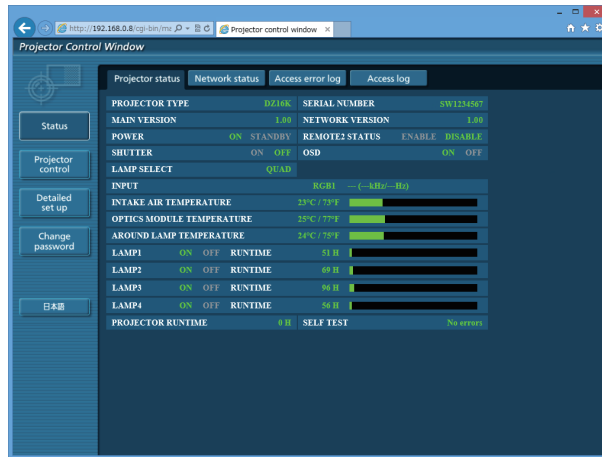 http://192.168.0.8/cgi-bin/ma
Projector control window ×
Projector Control Window
Projector status Network status Access error log Access log
Status
Projector control
Detailed set up
Change password
日本語
PROJECTOR TYPE DZ16K SERIAL NUMBER SW1234567
MAIN VERSION 1.00 NETWORK VERSION 1.00
POWER ON STANDBY REMOTE2 STATUS ENABLE DISABLE
SHUTTER ON OFF OSD ON OFF
LAMP SELECT QUAD
INPUT RGB1 --- (---kHz/---Hz)
INTAKE AIR TEMPERATURE 23°C / 73°F
OPTICS MODULE TEMPERATURE 25°C / 77°F
AROUND LAMP TEMPERATURE 24°C / 75°F
LAMP1 ON OFF RUNTIME 51 H
LAMP2 ON OFF RUNTIME 69 H
LAMP3 ON OFF RUNTIME 96 H
LAMP4 ON OFF RUNTIME 56 H
PROJECTOR RUNTIME 0 H SELF TEST No errors